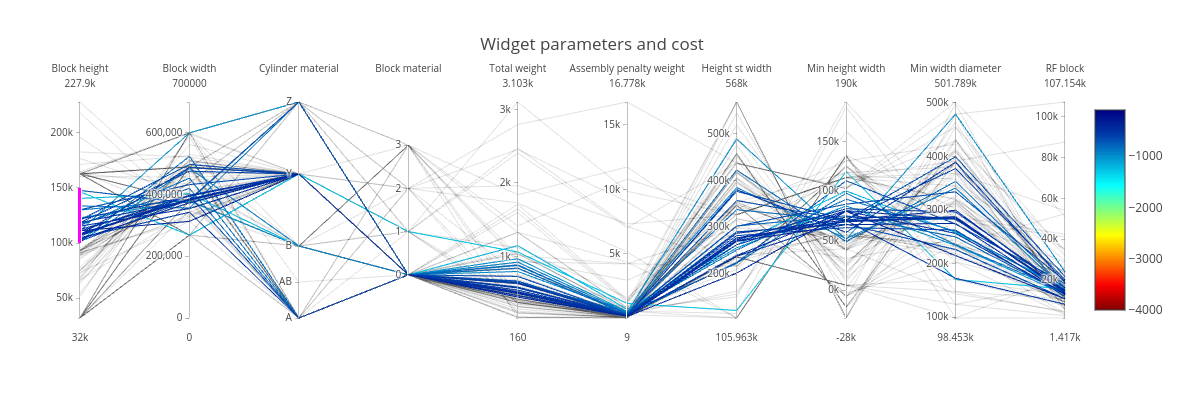 Widget parameters and cost
Block height Block width Cylinder material Block material Total weight Assembly penalty weight Height st width Min height width Min width diameter RF block
227.9k 700000 3.103k 16.778k 568k 190k 501.789k 107.154k
200k 150k 100k 50k
600,000 400,000 200,000 0
Z Y B AB A
3 2 1 0
3k 2k 1k
15k 10k 5k
500k 400k 300k 200k
150k 100k 50k 0k
500k 400k 300k 200k 100k
100k 80k 60k 40k 20k
−1000
−2000
−3000
−4000
32k 0 160 9 105.963k -28k 98.453k 1.417k